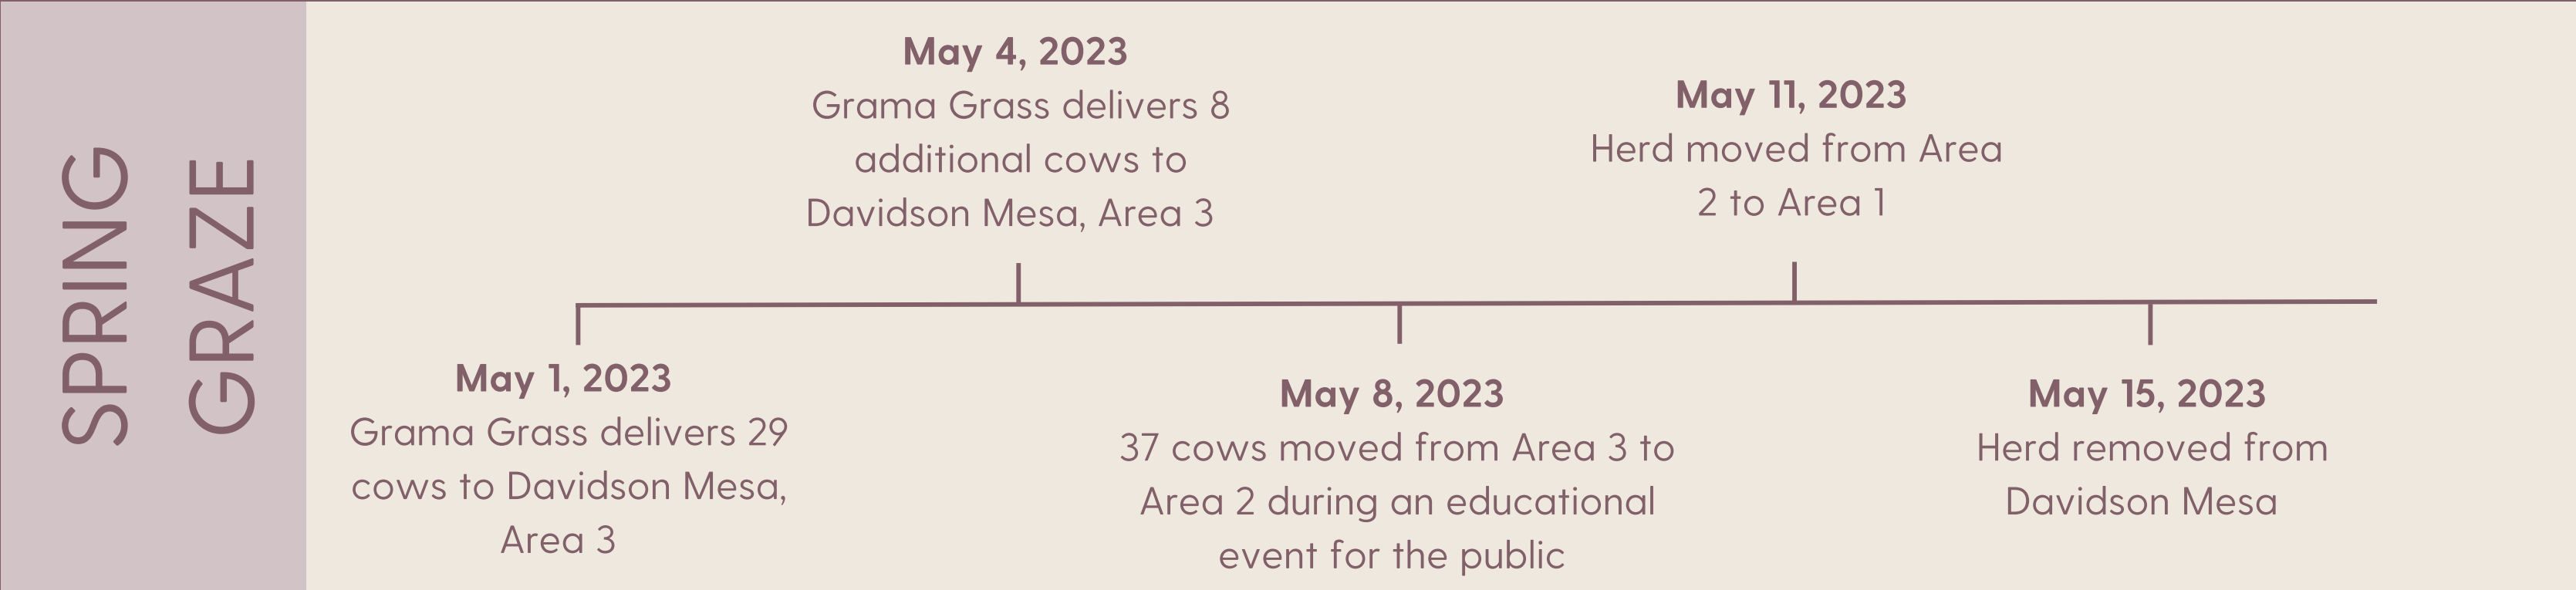 SPRING
GRAZE
May 1, 2023
Grama Grass delivers 29
cows to Davidson Mesa,
Area 3
May 4, 2023
Grama Grass delivers 8
additional cows to
Davidson Mesa, Area 3
May 8, 2023
37 cows moved from Area 3 to
Area 2 during an educational
event for the public
May 11, 2023
Herd moved from Area
2 to Area 1
May 15, 2023
Herd removed from
Davidson Mesa